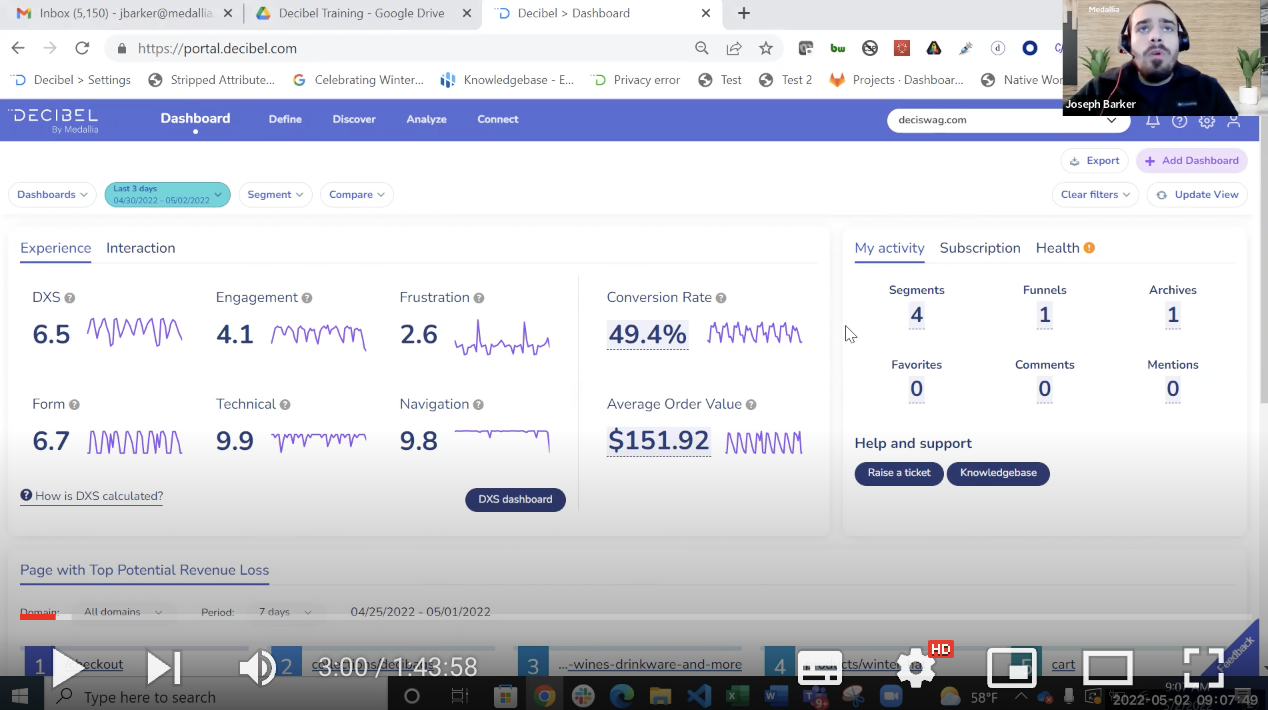 Inbox (5,150) - jbarker@medallia.
Decibel Training - Google Drive
Decibel > Dashboard
Medallia
https://portal.decibel.com
bw
Decibel > Settings
Stripped Attribute...
Celebrating Winter...
Knowledgebase - E...
Privacy error
Test
Test 2
Projects · Dashboar...
Native Wor
Joseph Barker
DECIBEL
By Medallia
Dashboard
Define
Discover
Analyze
Connect
deciswag.com
Export
Add Dashboard
Dashboards
Last 3 days
04/30/2022 - 05/02/2022
Segment
Compare
Clear filters
Update View
Experience
Interaction
DXS
6.5
Engagement
4.1
Frustration
2.6
Conversion Rate
49.4%
Form
6.7
Technical
9.9
Navigation
9.8
Average Order Value
$151.92
How is DXS calculated?
DXS dashboard
My activity
Subscription
Health
Segments
4
Funnels
1
Archives
1
Favorites
0
Comments
0
Mentions
0
Help and support
Raise a ticket
Knowledgebase
Page with Top Potential Revenue Loss
Domain:
All domains
Period:
7 days
04/25/2022 - 05/01/2022
1
checkout
2
3
...-wines-drinkware-and-more
4
cart
Feedback
3:00 / 1:43:58
HD
Type here to search
58°F
2022-05-02 09:07:49